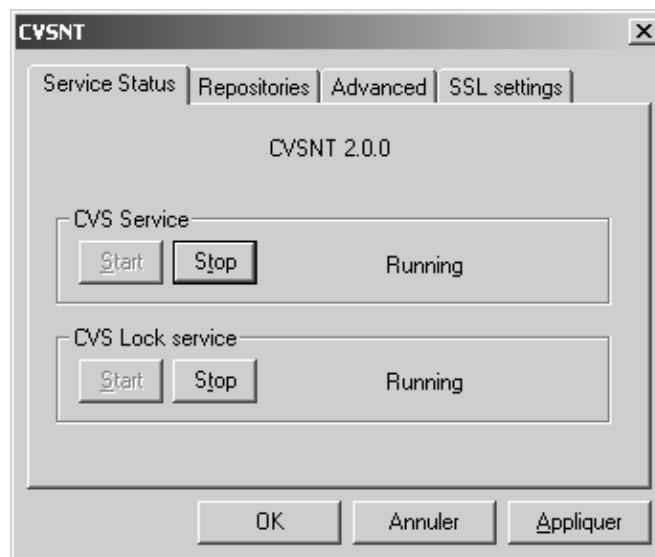 CVSNT
Service Status Repositories Advanced SSL settings
CVSNT 2.0.0
CVS Service
Start Stop Running
CVS Lock service
Start Stop Running
OK Annuler Appliquer